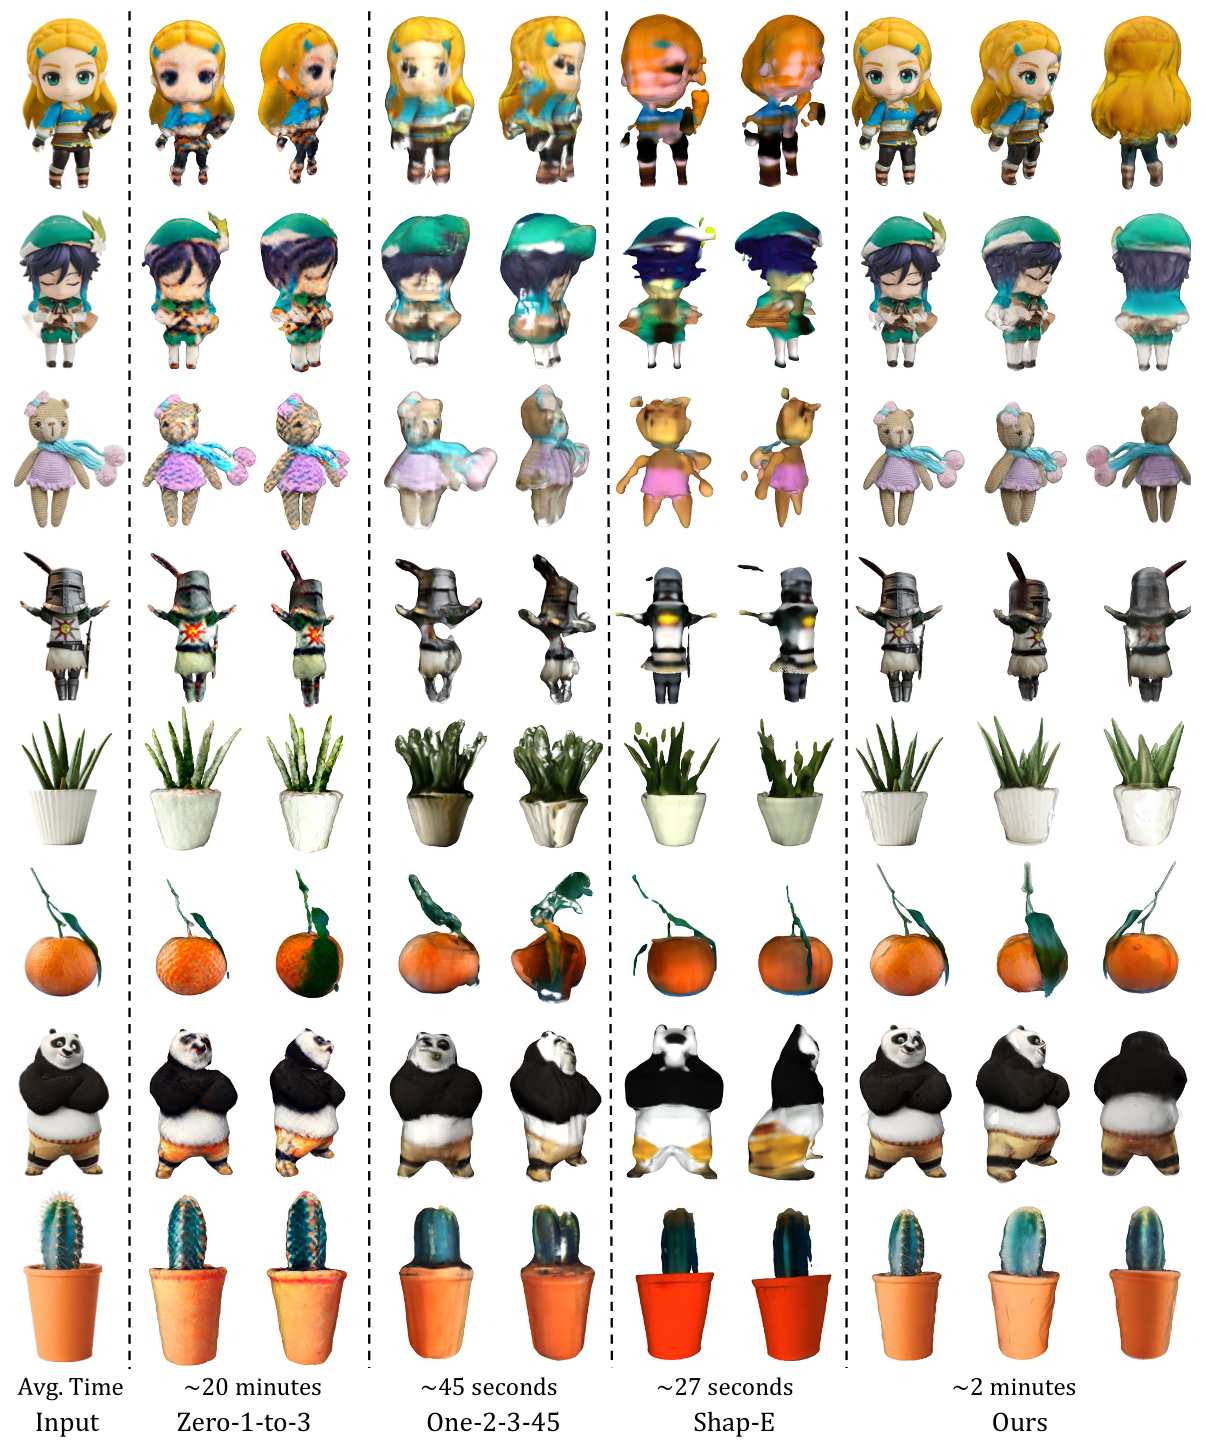 Avg. Time ~20 minutes ~45 seconds ~27 seconds ~2 minutes
Input Zero-1-to-3 One-2-3-45 Shap-E Ours